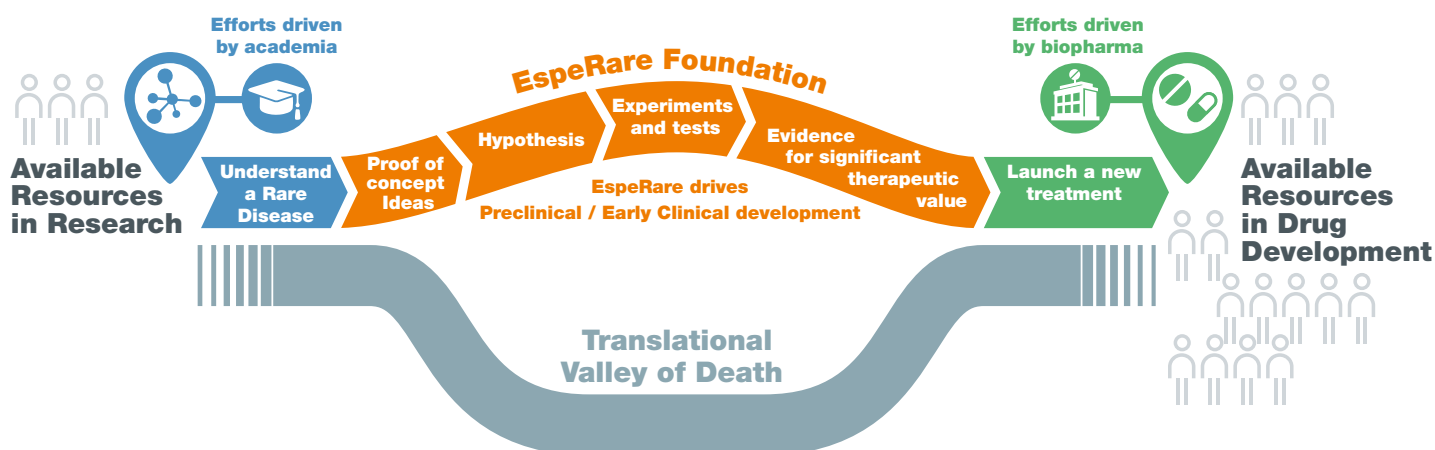 Efforts driven
by academia
Available
Resources
in Research
Understand
a Rare
Disease
EspeRare Foundation
Proof of
concept
Ideas
Hypothesis
Experiments
and tests
Evidence
for significant
therapeutic
value
EspeRare drives
Preclinical / Early Clinical development
Efforts driven
by biopharma
Launch a new
treatment
Available
Resources
in Drug
Development
Translational
Valley of Death